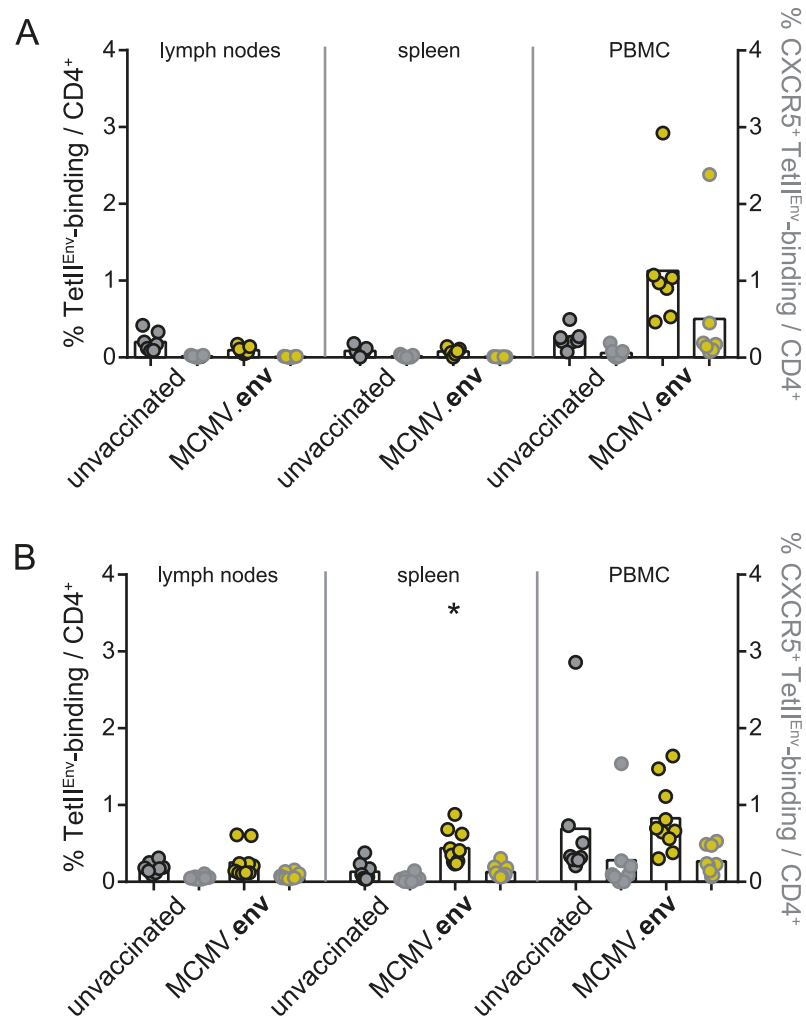 A
lymph nodes
spleen
PBMC
% TetII^Env-binding / CD4⁺
4
3
2
1
0
4
3
2
1
0
% CXCR5⁺ TetII^Env-binding / CD4⁺
unvaccinated
MCMV.env
unvaccinated
MCMV.env
unvaccinated
MCMV.env
B
lymph nodes
spleen
PBMC
% TetII^Env-binding / CD4⁺
4
3
2
1
0
*
4
3
2
1
0
% CXCR5⁺ TetII^Env-binding / CD4⁺
unvaccinated
MCMV.env
unvaccinated
MCMV.env
unvaccinated
MCMV.env